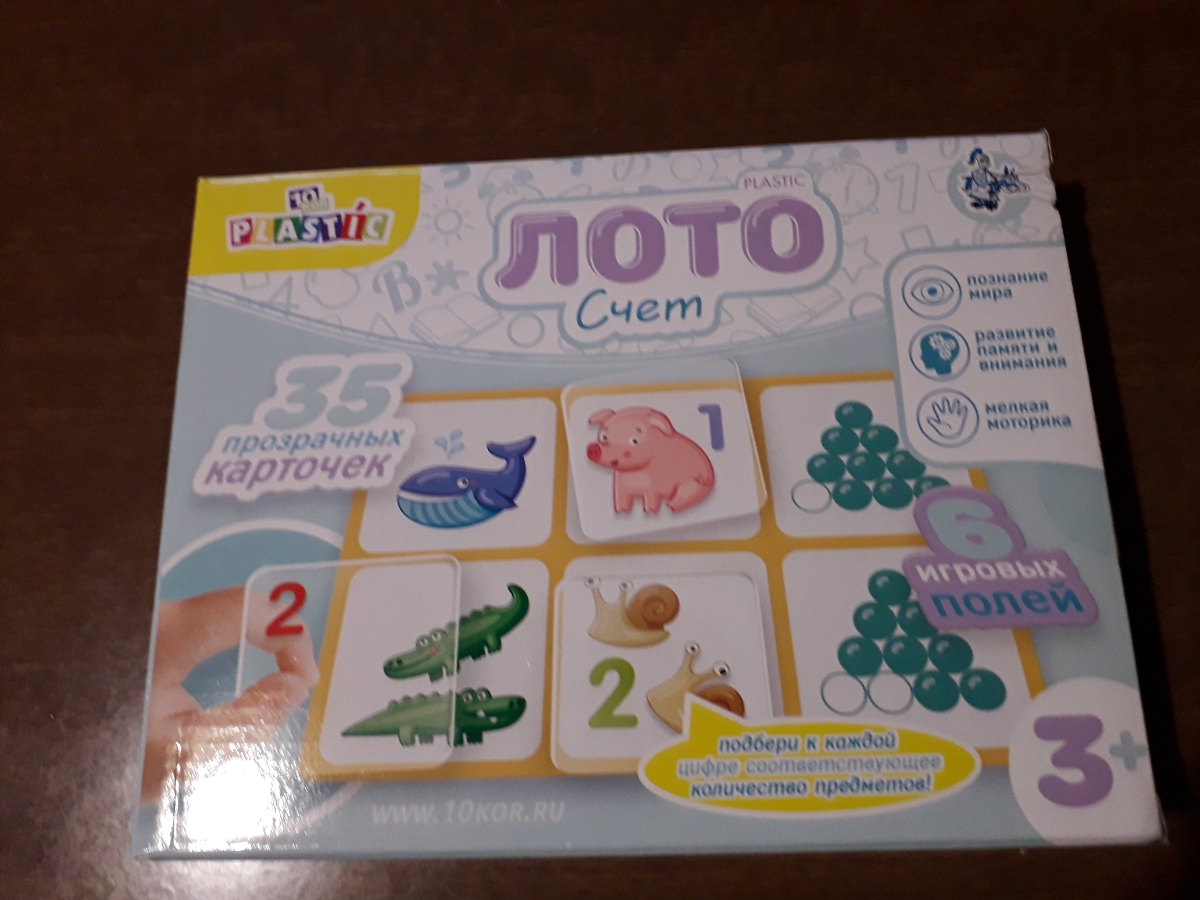 10
PLASTIC
PLASTIC
ЛОТО
Счет
познание
мира
развитие
памяти и
внимания
мелкая
моторика
35
прозрачных
карточек
1
6
игровых
полей
2
2
подбери к каждой
цифре соответствующее
количество предметов!
3+
www.10KOR.RU